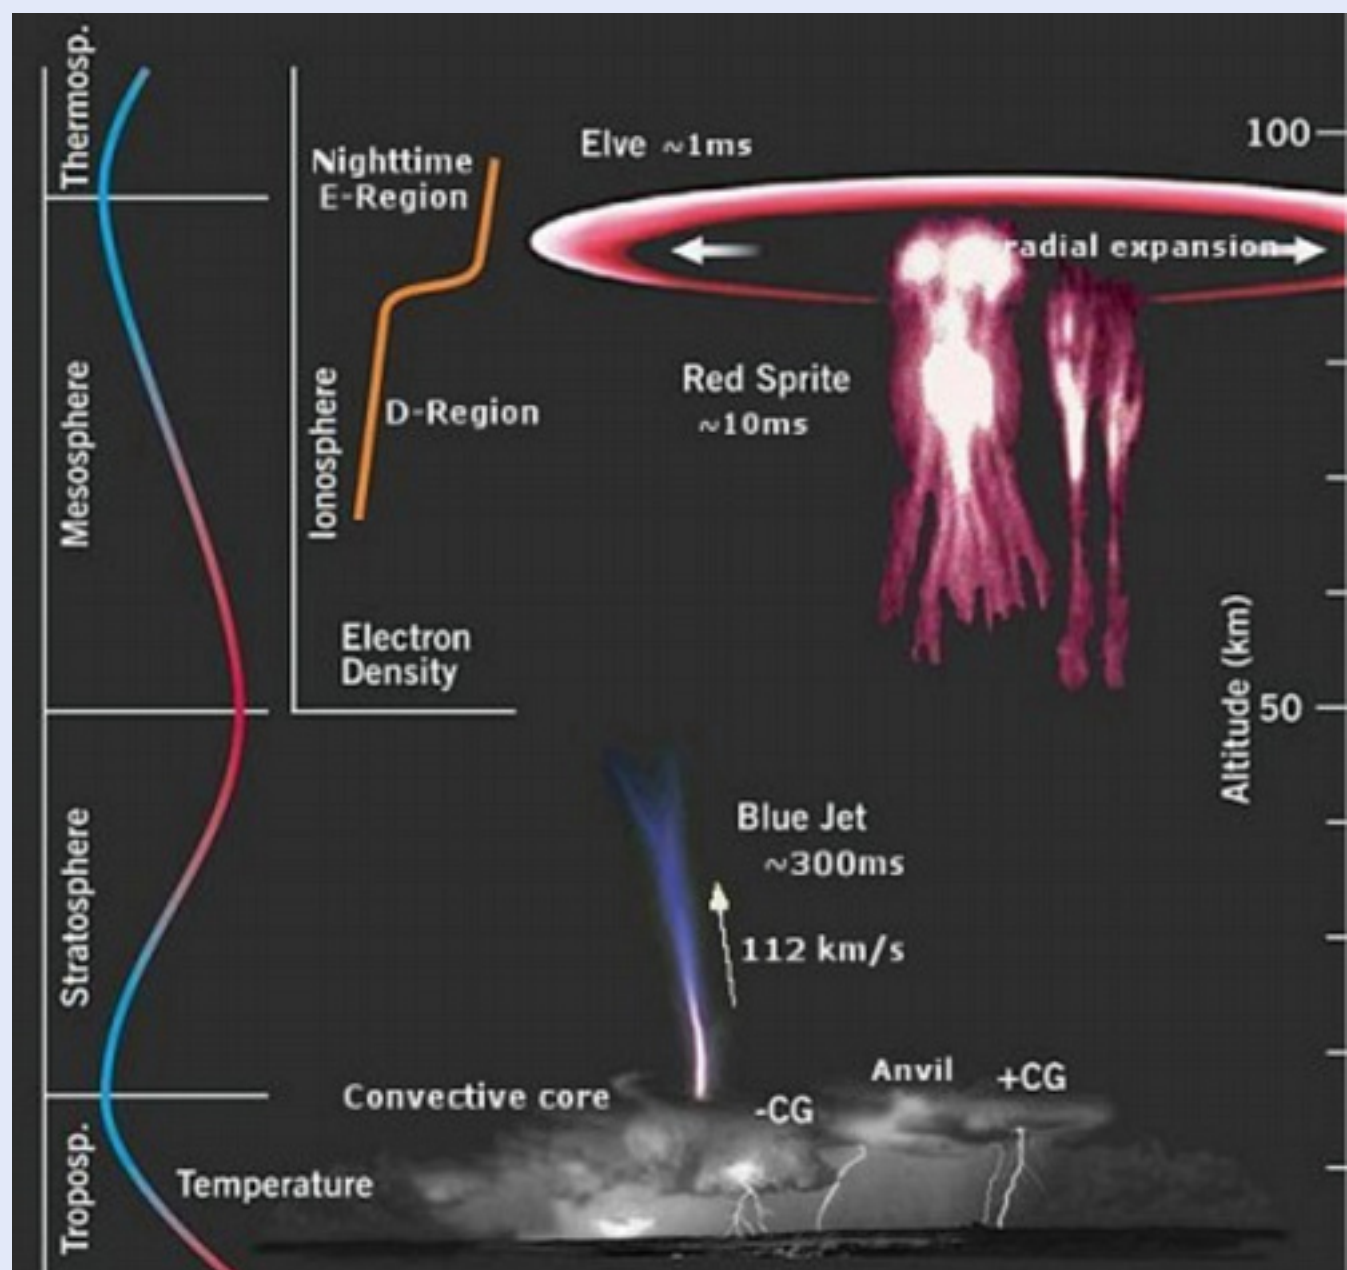 Thermosp.
Mesosphere
Stratosphere
Troposp.
Temperature
Nighttime
E-Region
Ionosphere
D-Region
Electron
Density
Elve ~1ms
radial expansion
Red Sprite
~10ms
Blue Jet
~300ms
112 km/s
Convective core
-CG
Anvil
+CG
100
50
Altitude (km)